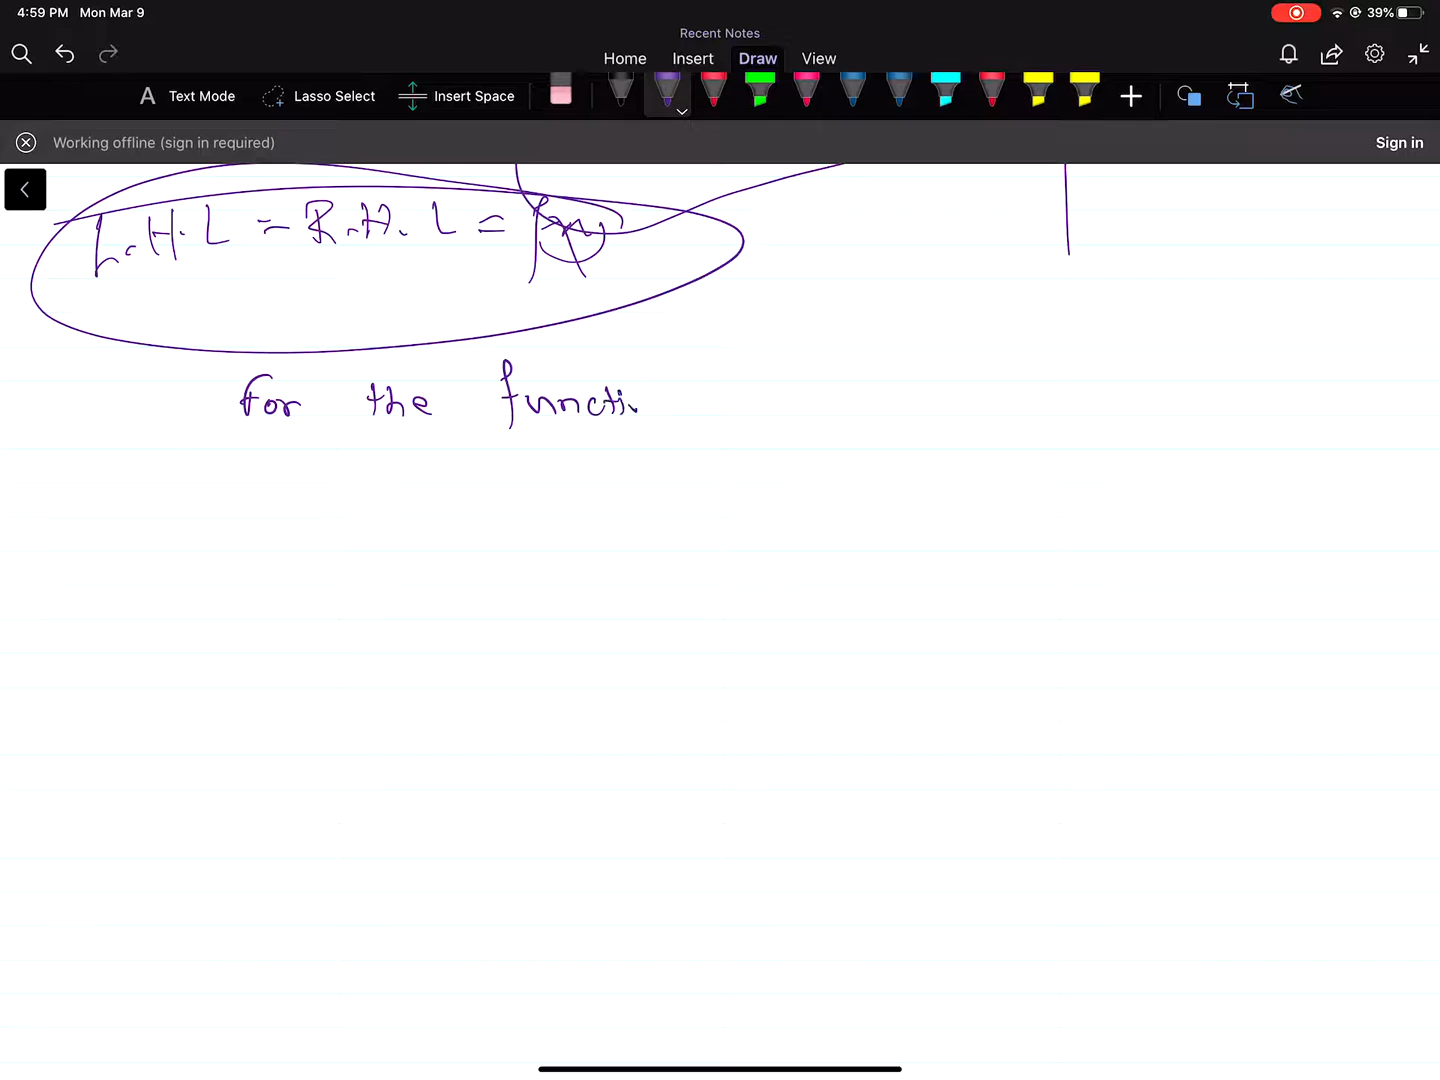 4:59 PM Mon Mar 9
39%
Recent Notes
Home Insert Draw View
Text Mode Lasso Select Insert Space
Working offline (sign in required)
Sign in
L.H.L = R.H.L =
for the functi